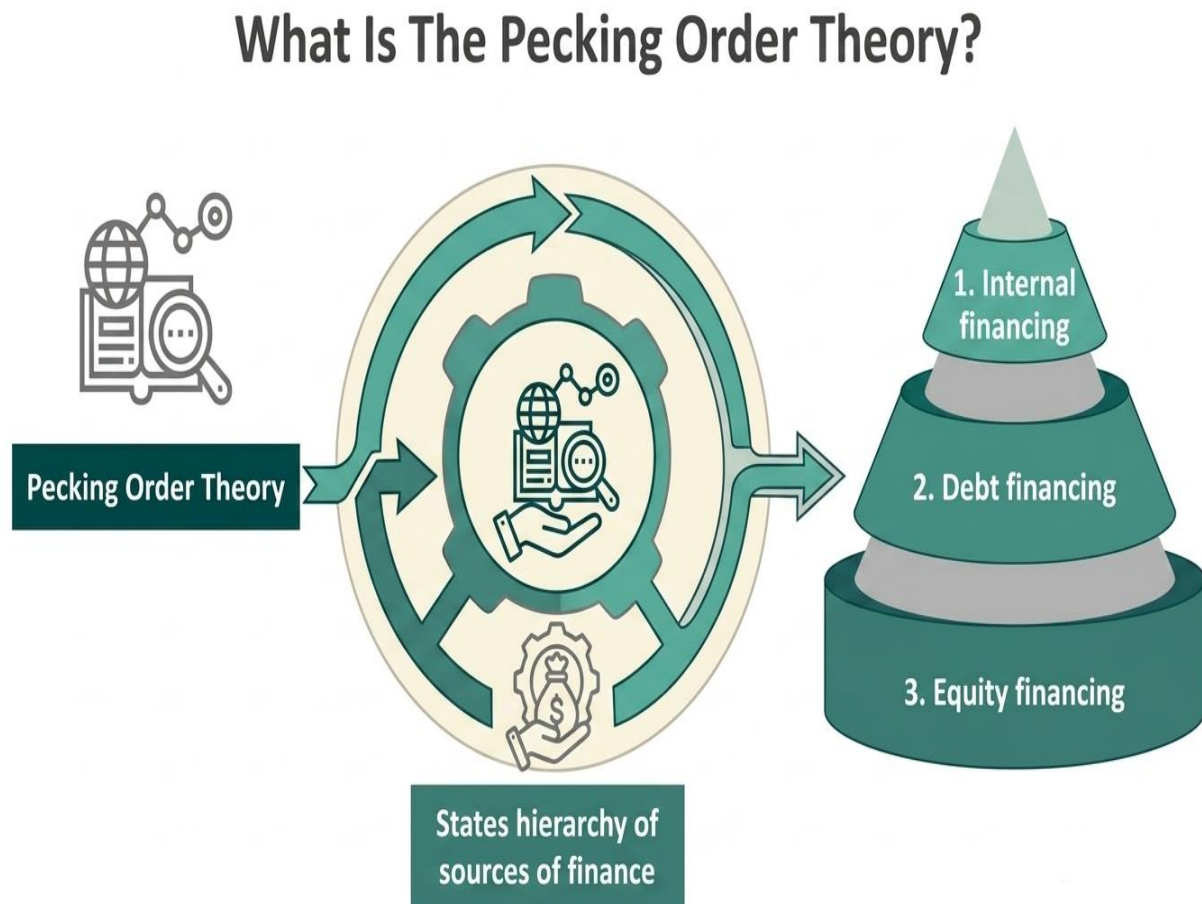 What Is The Pecking Order Theory?
Pecking Order Theory
States hierarchy of
sources of finance
1. Internal
financing
2. Debt financing
3. Equity financing